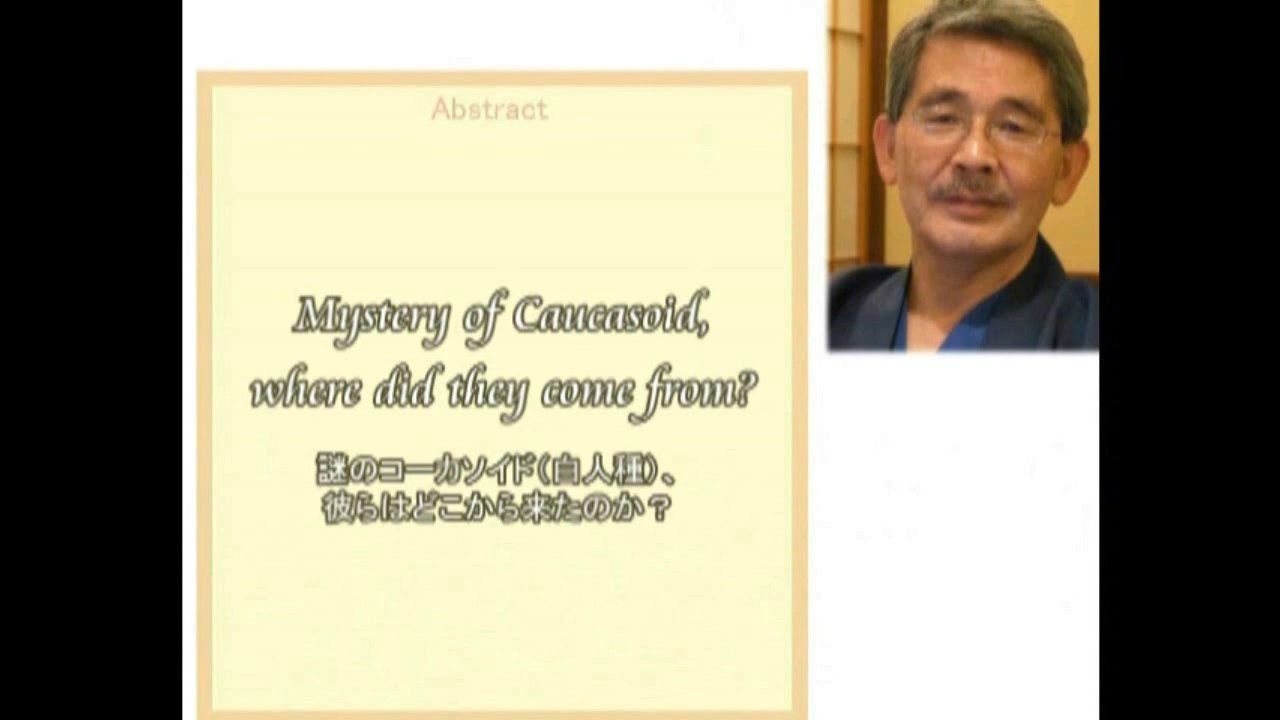 Abstract
Mystery of Caucasoid,
where did they come from?
謎のコーカソイド（白人種）、
彼らはどこから来たのか？